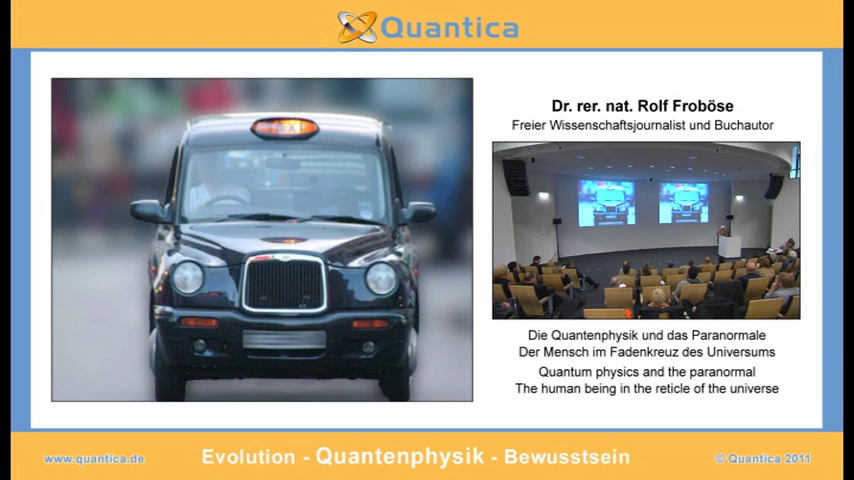 Quantica
TAXI
Dr. rer. nat. Rolf Froböse
Freier Wissenschaftsjournalist und Buchautor
Die Quantenphysik und das Paranormale
Der Mensch im Fadenkreuz des Universums
Quantum physics and the paranormal
The human being in the reticle of the universe
www.quantica.de
Evolution - Quantenphysik - Bewusstsein
© Quantica 2011